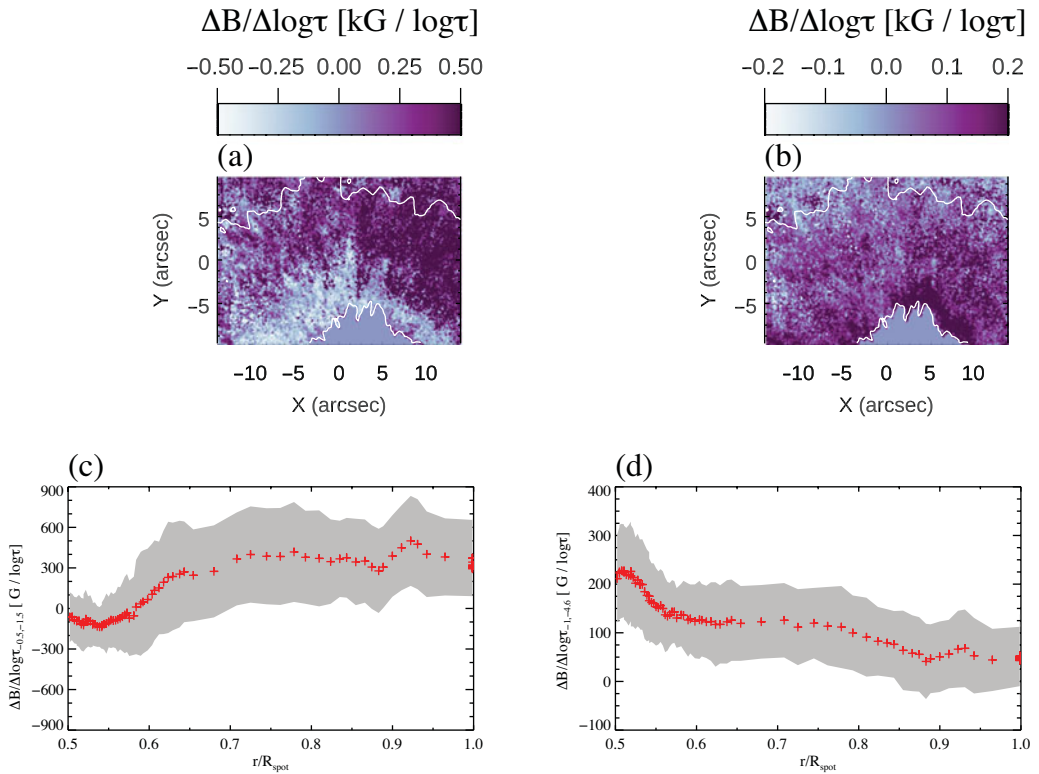 ΔB/Δlogτ [kG / logτ]
−0.50 −0.25 0.00 0.25 0.50
(a)
5
0
−5
Y (arcsec)
−10 −5 0 5 10
X (arcsec)
ΔB/Δlogτ [kG / logτ]
−0.2 −0.1 0.0 0.1 0.2
(b)
5
0
−5
Y (arcsec)
−10 −5 0 5 10
X (arcsec)
(c)
900
600
300
0
−300
−600
−900
ΔB/Δlogτ−0.5,−1.5 [ G / logτ]
0.5 0.6 0.7 0.8 0.9 1.0
r/Rspot
(d)
400
300
200
100
0
−100
ΔB/Δlogτ−1,−4.6 [ G / logτ]
0.5 0.6 0.7 0.8 0.9 1.0
r/Rspot